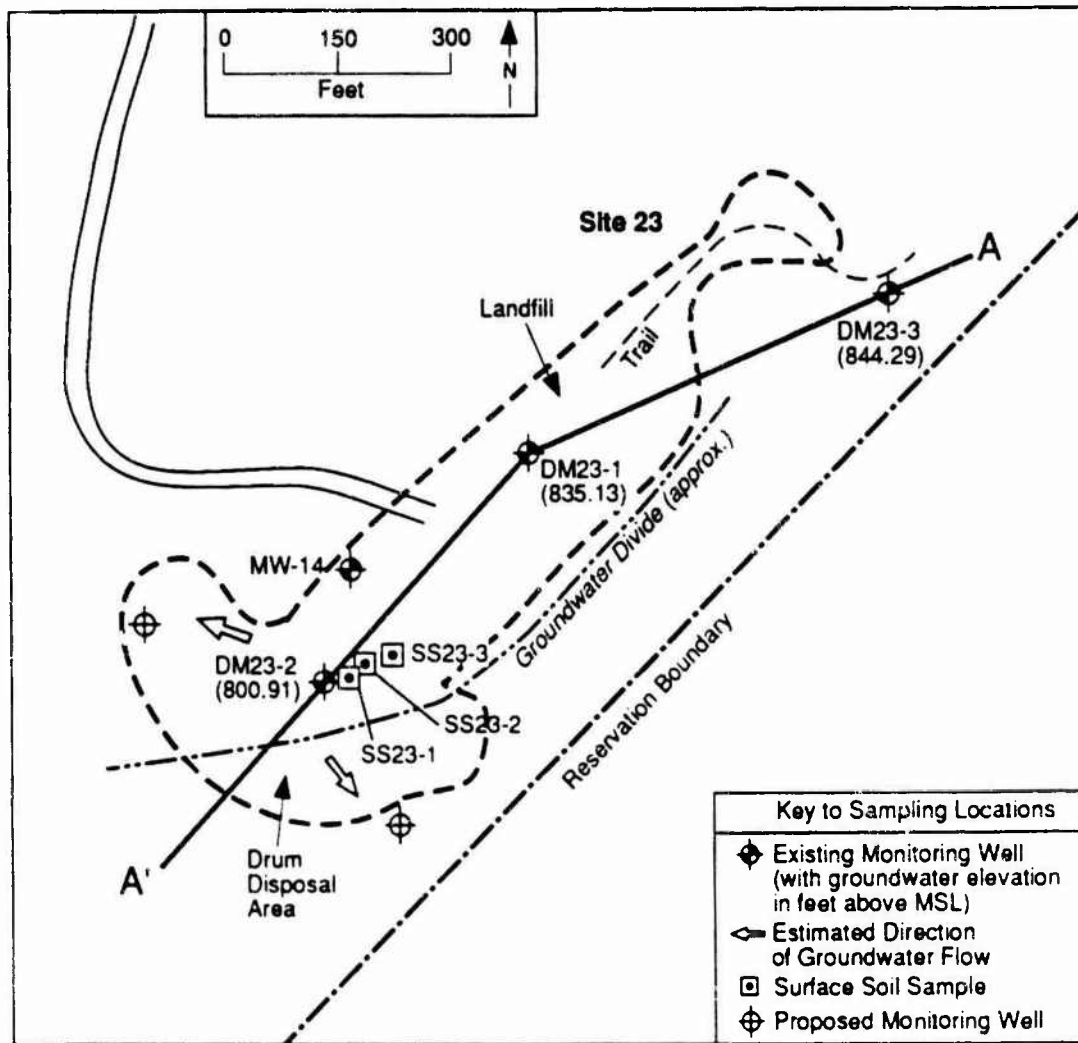 0 150 300
Feet
N
Site 23
A
Landfill
Trail
DM23-3
(844.29)
DM23-1
(835.13)
Groundwater Divide (approx.)
MW-14
Reservation Boundary
DM23-2
(800.91)
SS23-3
SS23-2
SS23-1
A'
Drum
Disposal
Area
Key to Sampling Locations
Existing Monitoring Well
(with groundwater elevation
in feet above MSL)
Estimated Direction
of Groundwater Flow
Surface Soil Sample
Proposed Monitoring Well